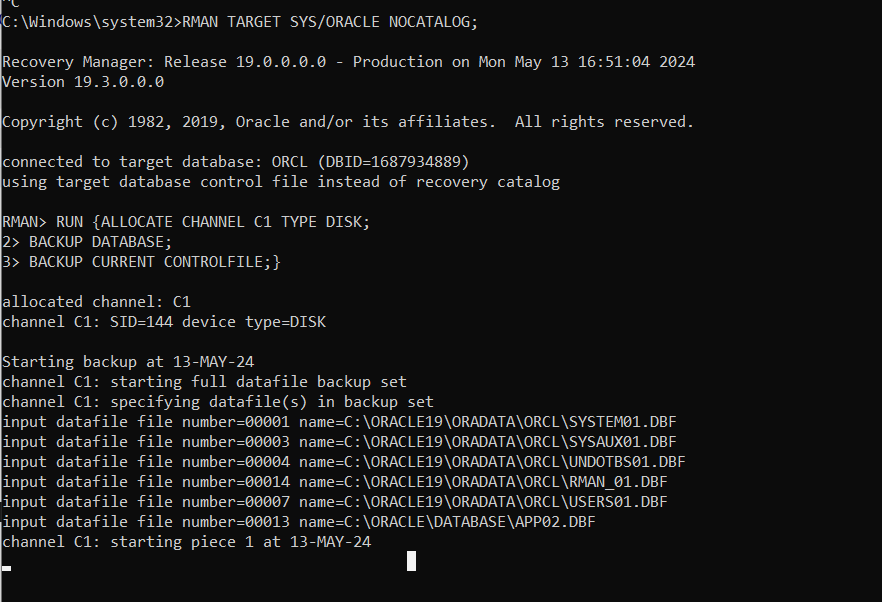 ^C
C:\Windows\system32>RMAN TARGET SYS/ORACLE NOCATALOG;
Recovery Manager: Release 19.0.0.0.0 - Production on Mon May 13 16:51:04 2024
Version 19.3.0.0.0
Copyright (c) 1982, 2019, Oracle and/or its affiliates.  All rights reserved.
connected to target database: ORCL (DBID=1687934889)
using target database control file instead of recovery catalog
RMAN> RUN {ALLOCATE CHANNEL C1 TYPE DISK;
2> BACKUP DATABASE;
3> BACKUP CURRENT CONTROLFILE;}
allocated channel: C1
channel C1: SID=144 device type=DISK
Starting backup at 13-MAY-24
channel C1: starting full datafile backup set
channel C1: specifying datafile(s) in backup set
input datafile file number=00001 name=C:\ORACLE19\ORADATA\ORCL\SYSTEM01.DBF
input datafile file number=00003 name=C:\ORACLE19\ORADATA\ORCL\SYSAUX01.DBF
input datafile file number=00004 name=C:\ORACLE19\ORADATA\ORCL\UNDOTBS01.DBF
input datafile file number=00014 name=C:\ORACLE19\ORADATA\ORCL\RMAN_01.DBF
input datafile file number=00007 name=C:\ORACLE19\ORADATA\ORCL\USERS01.DBF
input datafile file number=00013 name=C:\ORACLE\DATABASE\APP02.DBF
channel C1: starting piece 1 at 13-MAY-24